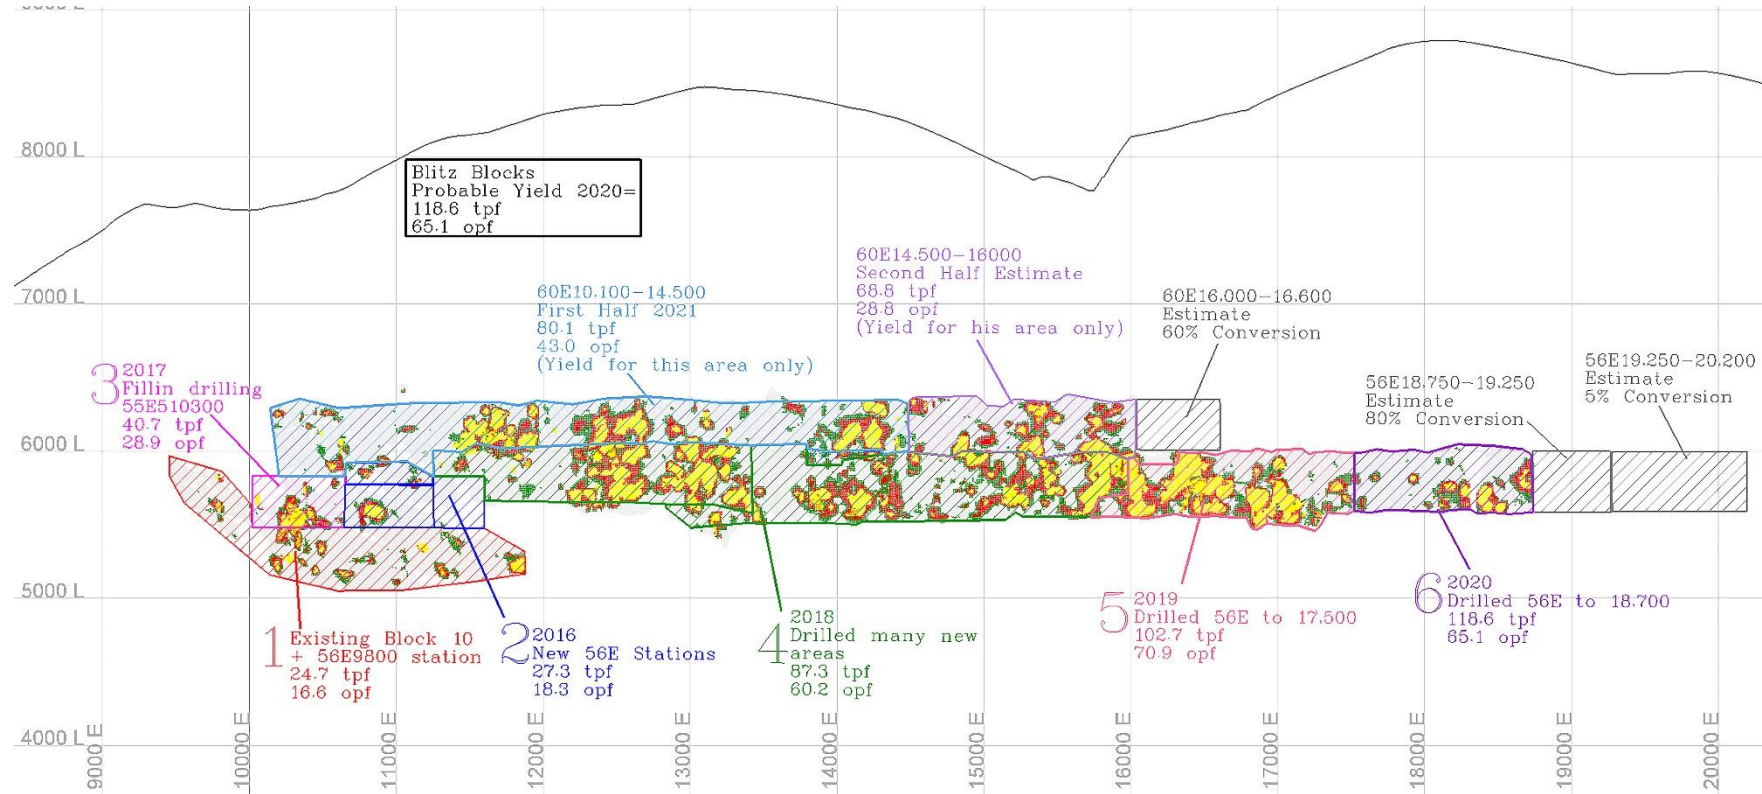 8000 L
Blitz Blocks
Probable Yield 2020=
118.6 tpf
65.1 opf
7000 L
60E14.500-16000
Second Half Estimate
68.8 tpf
28.8 opf
(Yield for his area only)
60E10.100-14.500
First Half 2021
80.1 tpf
43.0 opf
(Yield for this area only)
60E16.000-16.600
Estimate
60% Conversion
56E19.250-20.200
Estimate
5% Conversion
56E18.750-19.250
Estimate
80% Conversion
3 2017
Fillin drilling
55E510300
40.7 tpf
28.9 opf
6000 L
5000 L
1 Existing Block 10
+ 56E9800 station
24.7 tpf
16.6 opf
2 2016
New 56E Stations
27.3 tpf
18.3 opf
4 2018
Drilled many new
areas
87.3 tpf
60.2 opf
5 2019
Drilled 56E to 17,500
102.7 tpf
70.9 opf
6 2020
Drilled 56E to 18.700
118.6 tpf
65.1 opf
4000 L
90000 E
10000 E
11000 E
12000 E
13000 E
14000 E
15000 E
16000 E
17000 E
18000 E
19000 E
20000 E